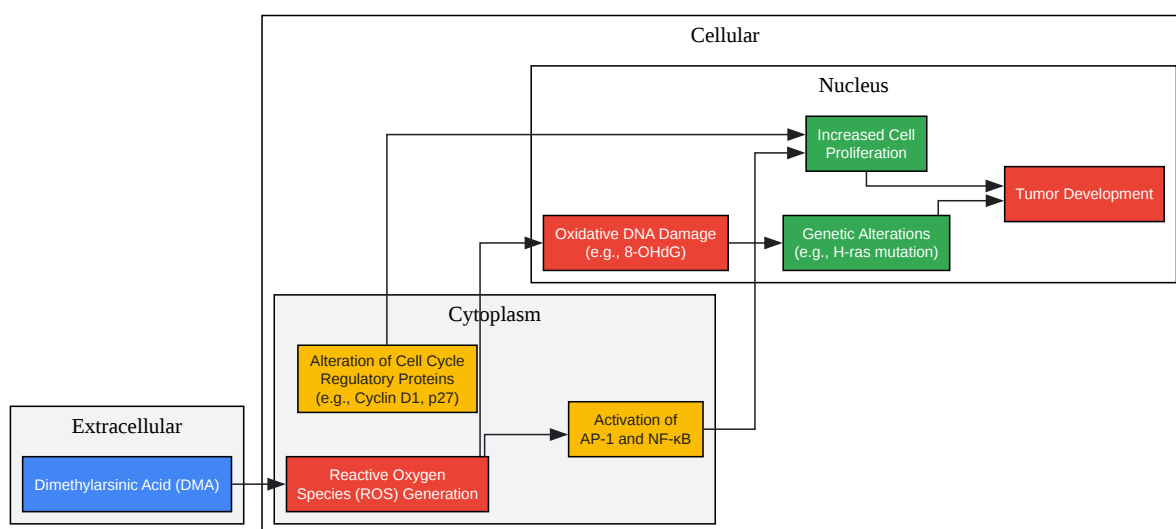 Cellular
Nucleus
Increased Cell
Proliferation
Tumor Development
Oxidative DNA Damage
(e.g., 8-OHdG)
Genetic Alterations
(e.g., H-ras mutation)
Cytoplasm
Alteration of Cell Cycle
Regulatory Proteins
(e.g., Cyclin D1, p27)
Activation of
AP-1 and NF-κB
Extracellular
Dimethylarsinic Acid (DMA)
Reactive Oxygen
Species (ROS) Generation